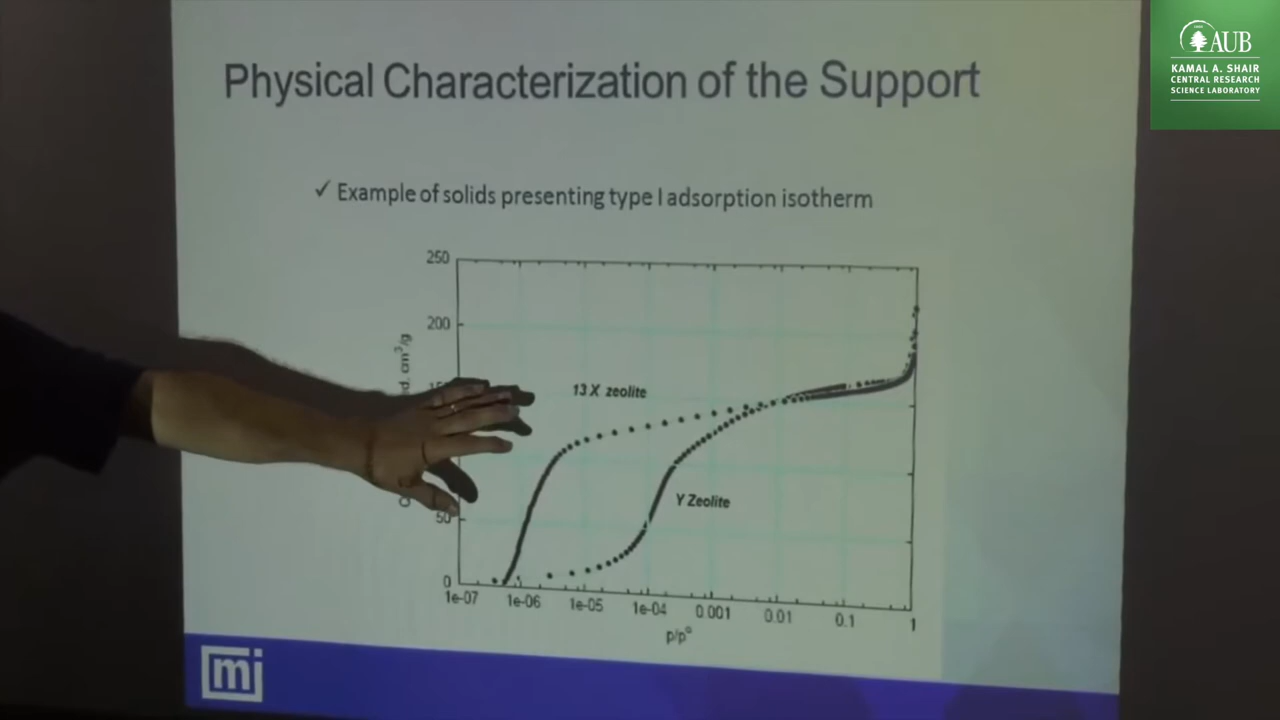 AUB
KAMAL A. SHAIR
CENTRAL RESEARCH
SCIENCE LABORATORY
Physical Characterization of the Support
✓ Example of solids presenting type I adsorption isotherm
250
200
cm³/g
13 X zeolite
Y Zeolite
50
0
1e-07 1e-06 1e-05 1e-04 0.001 0.01 0.1 1
p/p°
mi